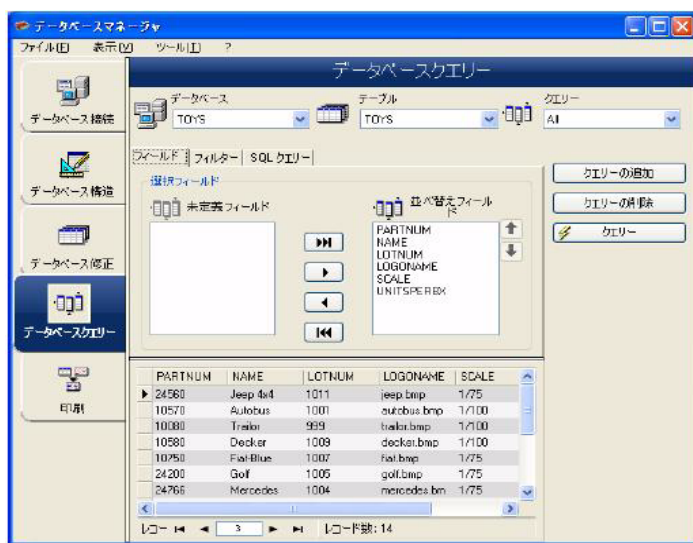 データベースマネージャ
ファイル(F) 表示(V) ツール(T) ?
データベースクエリー
データベース接続
データベース構造
データベース修正
データベースクエリー
印刷
データベース
TOYS
テーブル
TOYS
クエリー
All
フィールド フィルター SQL クエリー
選択フィールド
未定義フィールド
並べ替えフィール
ド
PARTNUM
NAME
LOTNUM
LOGONAME
SCALE
UNITSPERBX
クエリーの追加
クエリーの削除
クエリー
PARTNUM NAME LOTNUM LOGONAME SCALE
24560 Jeep 4x4 1011 jeep.bmp 1/75
10570 Autobus 1001 autobus.bmp 1/100
10080 Trailor 999 trailor.bmp 1/100
10580 Decker 1009 decker.bmp 1/100
10750 Fiat-Blue 1007 fiat.bmp 1/75
24200 Golf 1005 golf.bmp 1/75
24766 Mercedes 1004 mercedes.bm 1/75
レコー 3 レコード数: 14